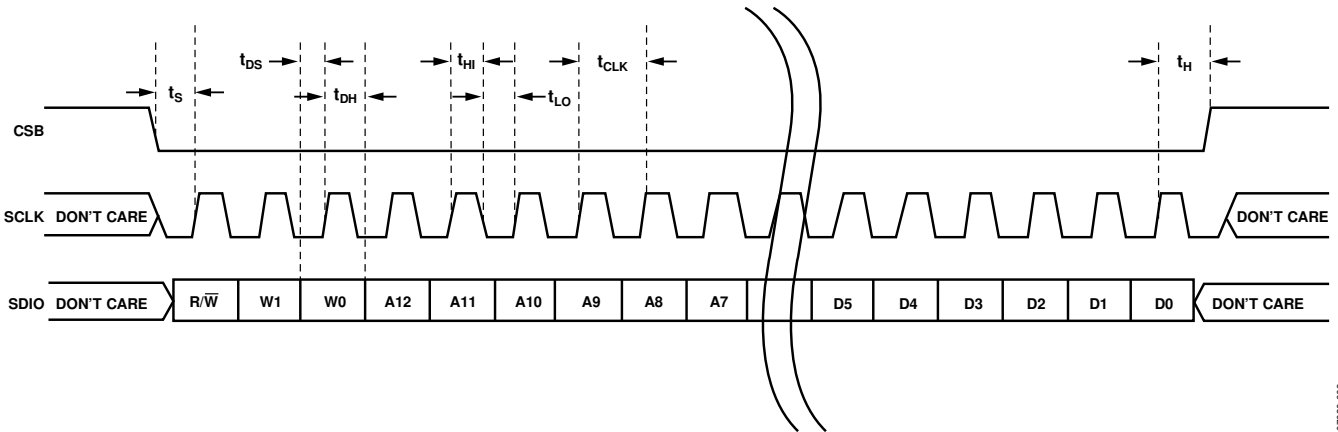 tDS tHI tCLK tH
tS tDH tLO
CSB
SCLK DON'T CARE DON'T CARE
SDIO DON'T CARE R/W̅ W1 W0 A12 A11 A10 A9 A8 A7 D5 D4 D3 D2 D1 D0 DON'T CARE